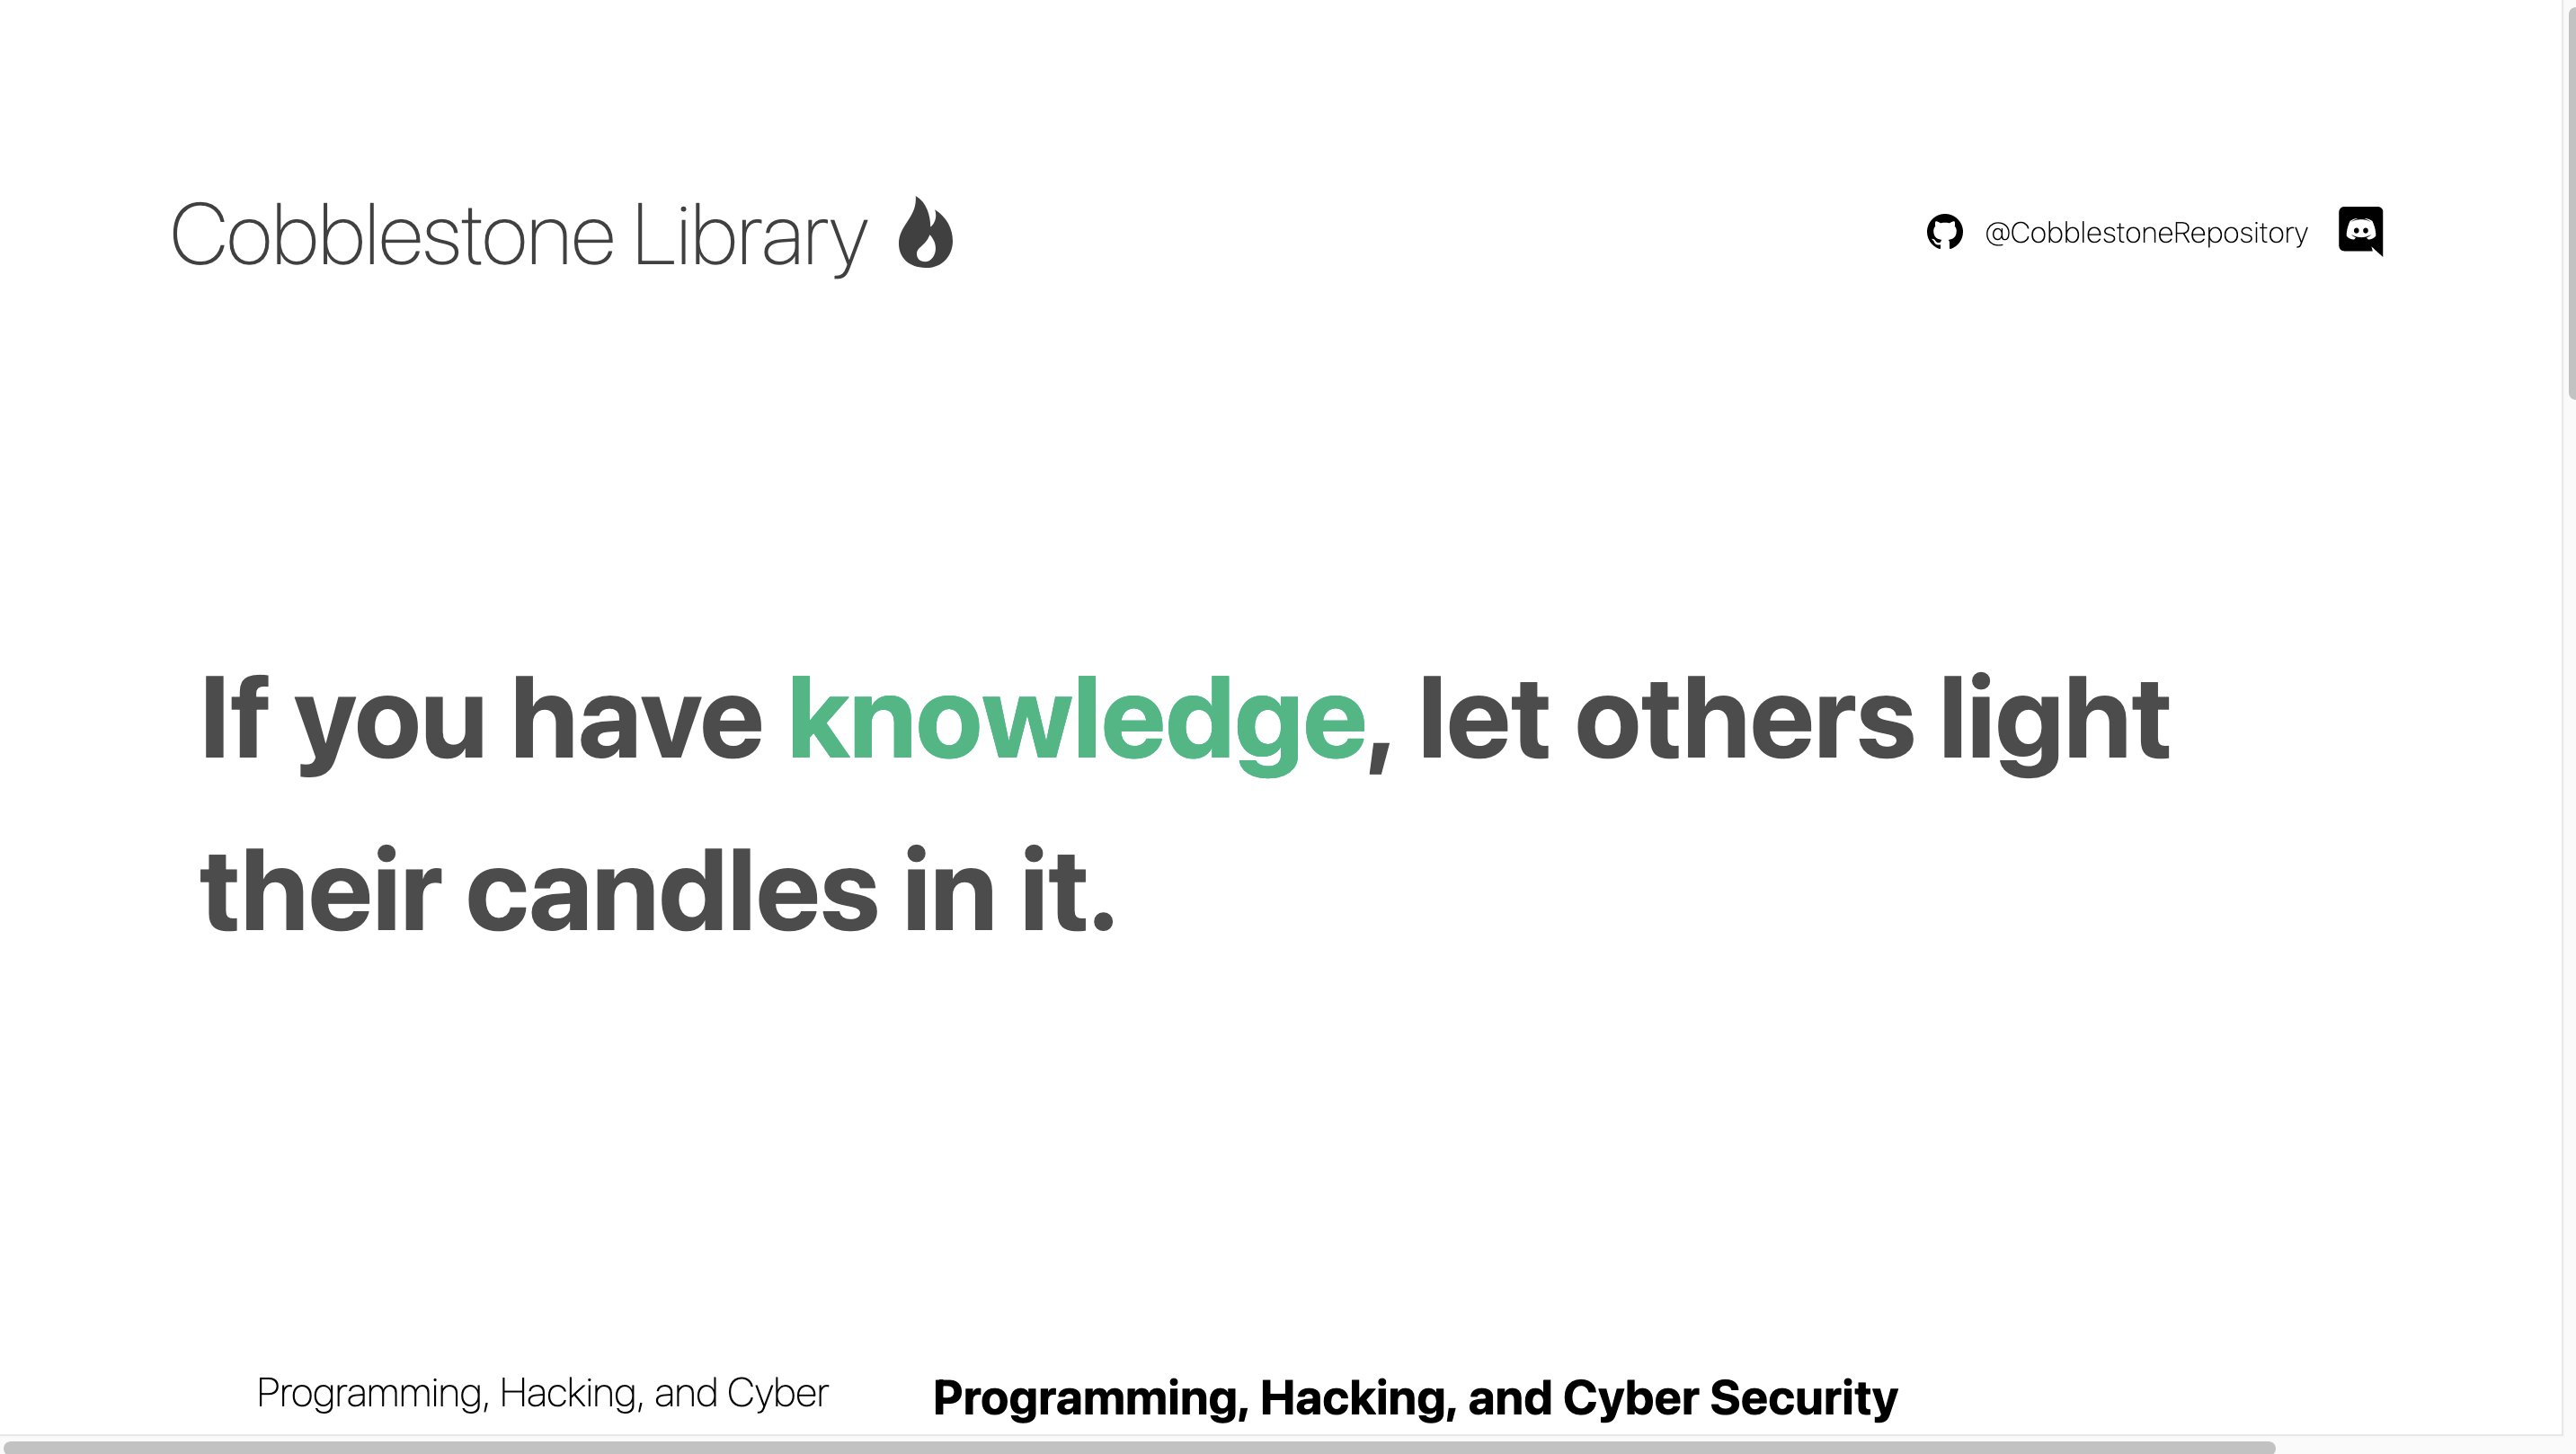 Cobblestone Library
@CobblestoneRepository
If you have knowledge, let others light
their candles in it.
Programming, Hacking, and Cyber
Programming, Hacking, and Cyber Security